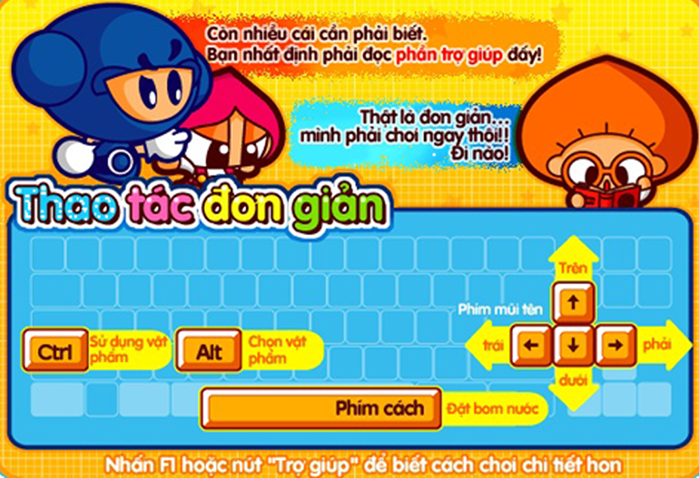 Còn nhiều cái cần phải biết.
Bạn nhất định phải đọc phần trợ giúp đấy!
Thật là đơn giản...
mình phải chơi ngay thôi!!
Đi nào!
Thao tác đơn giản
Trên
Phím mũi tên
Ctrl
Sử dụng vật
phẩm
Alt
Chọn vật
phẩm
trái
phải
dưới
Phím cách
Đặt bom nước
Nhấn F1 hoặc nút "Trợ giúp" để biết cách chơi chi tiết hơn